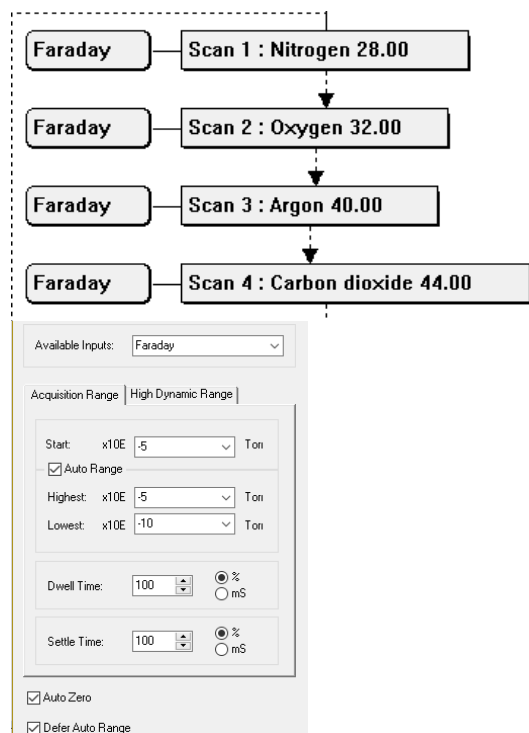 Faraday Scan 1 : Nitrogen 28.00
Faraday Scan 2 : Oxygen 32.00
Faraday Scan 3 : Argon 40.00
Faraday Scan 4 : Carbon dioxide 44.00
Available Inputs: Faraday
Acquisition Range High Dynamic Range
Start: x10E -5 Torr
Auto Range
Highest: x10E -5 Torr
Lowest: x10E -10 Torr
Dwell Time: 100 %
mS
Settle Time: 100 %
mS
Auto Zero
Defer Auto Range